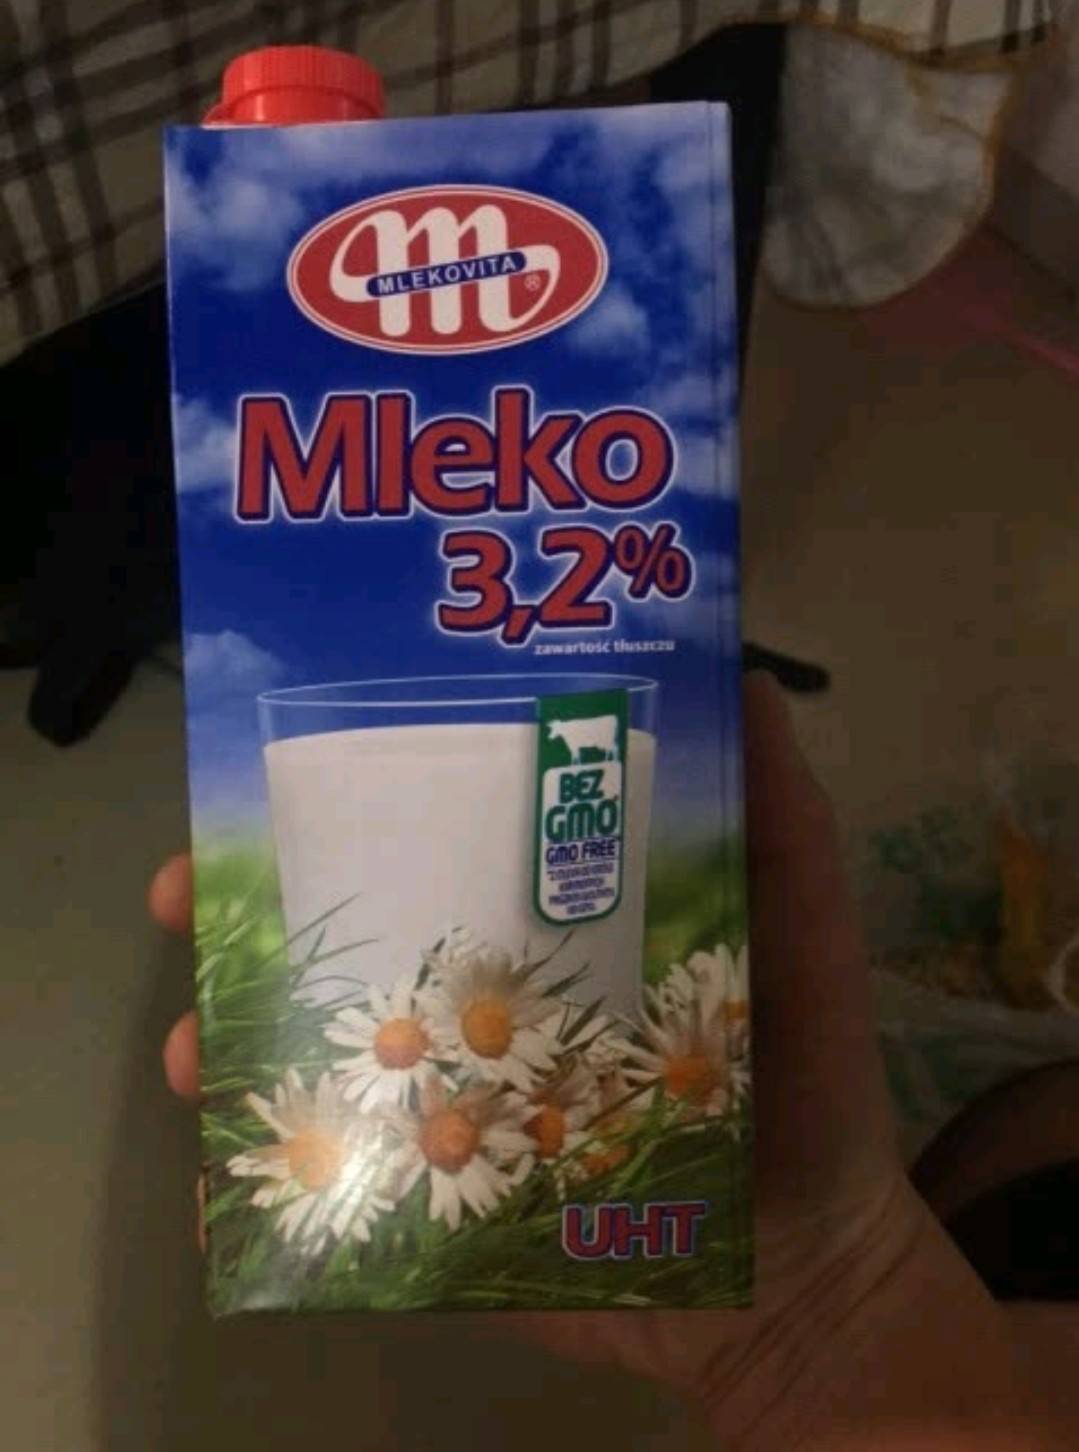 MLEKOVITA
®
Mleko
3,2%
zawartość tłuszczu
BEZ
GMO
GMO FREE
UHT